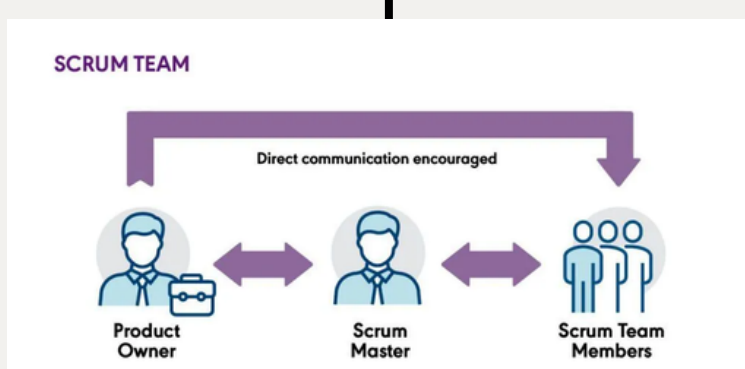 SCRUM TEAM
Direct communication encouraged
Product
Owner
Scrum
Master
Scrum Team
Members